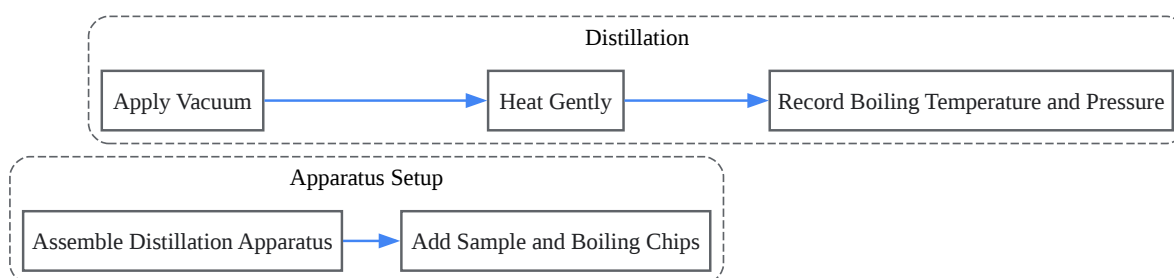 Distillation
Apply Vacuum
Heat Gently
Record Boiling Temperature and Pressure
Apparatus Setup
Assemble Distillation Apparatus
Add Sample and Boiling Chips